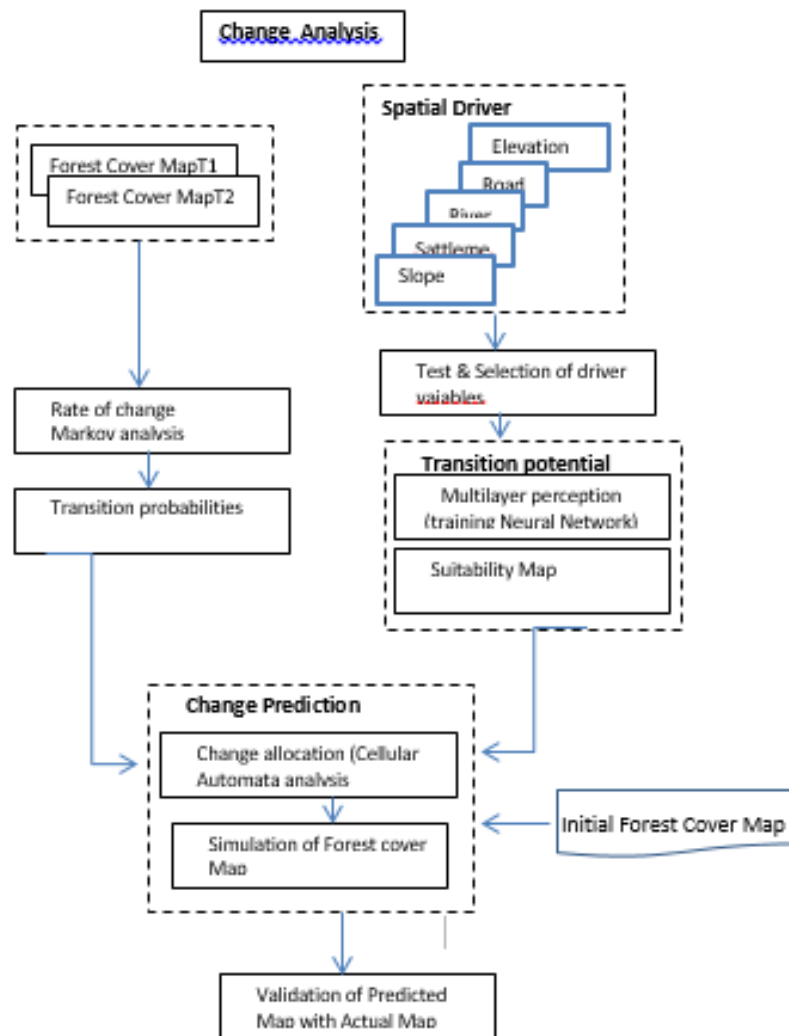 Change Analysis
Spatial Driver
Elevation
Road
River
Sattleme
Slope
Forest Cover MapT1
Forest Cover MapT2
Test & Selection of driver
vaiables
Rate of change
Markov analysis
Transition probabilities
Transition potential
Multilayer perception
(training Neural Network)
Suitability Map
Change Prediction
Change allocation (Cellular
Automata analysis
Simulation of Forest cover
Map
Initial Forest Cover Map
Validation of Predicted
Map with Actual Map